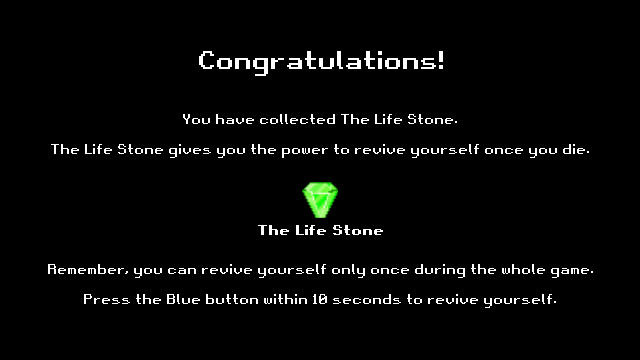 Congratulations!
You have collected The Life Stone.
The Life Stone gives you the power to revive yourself once you die.
The Life Stone
Remember, you can revive yourself only once during the whole game.
Press the Blue button within 10 seconds to revive yourself.